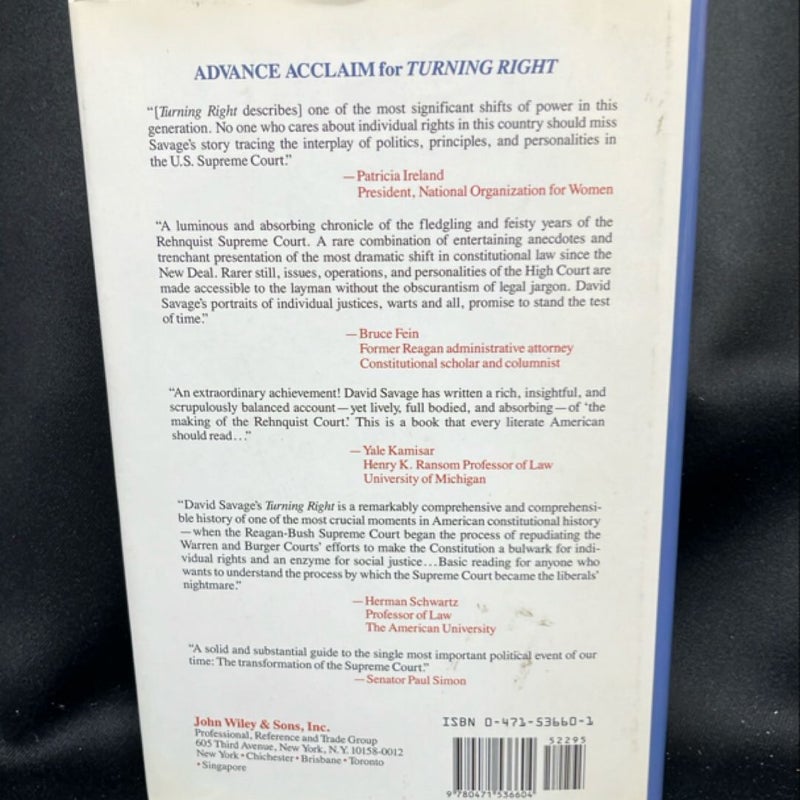 ADVANCE ACCLAIM for TURNING RIGHT
“[Turning Right describes] one of the most significant shifts of power in this
generation. No one who cares about individual rights in this country should miss
Savage's story tracing the interplay of politics, principles, and personalities in
the U.S. Supreme Court.”
—Patricia Ireland
President, National Organization for Women
“A luminous and absorbing chronicle of the fledgling and feisty years of the
Rehnquist Supreme Court. A rare combination of entertaining anecdotes and
trenchant presentation of the most dramatic shift in constitutional law since the
New Deal. Rarer still, issues, operations, and personalities of the High Court are
made accessible to the layman without the obscurantism of legal jargon. David
Savage's portraits of individual justices, warts and all, promise to stand the test
of time.”
—Bruce Fein
Former Reagan administrative attorney
Constitutional scholar and columnist
“An extraordinary achievement! David Savage has written a rich, insightful, and
scrupulously balanced account—yet lively, full bodied, and absorbing—of ‘the
making of the Rehnquist Court.’ This is a book that every literate American
should read...”
—Yale Kamisar
Henry K. Ransom Professor of Law
University of Michigan
“David Savage's Turning Right is a remarkably comprehensive and comprehensi-
ble history of one of the most crucial moments in American constitutional history
—when the Reagan-Bush Supreme Court began the process of repudiating the
Warren and Burger Courts' efforts to make the Constitution a bulwark for indi-
vidual rights and an enzyme for social justice...Basic reading for anyone who
wants to understand the process by which the Supreme Court became the liberals'
nightmare.”
—Herman Schwartz
Professor of Law
The American University
“A solid and substantial guide to the single most important political event of our
time: The transformation of the Supreme Court.”
—Senator Paul Simon
John Wiley & Sons, Inc.
Professional, Reference and Trade Group
605 Third Avenue, New York, N.Y. 10158-0012
New York • Chichester • Brisbane • Toronto
• Singapore
ISBN 0-471-53660-1
52295
9 780471 536604